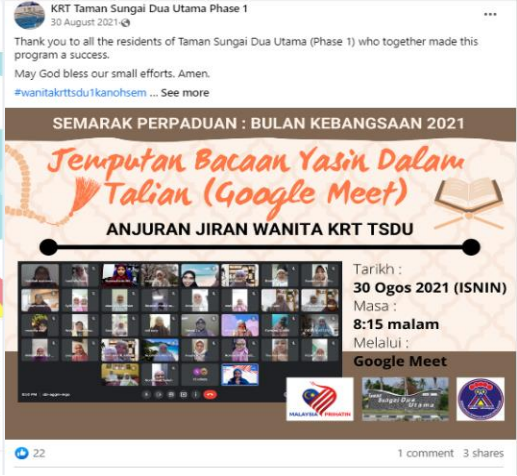 KRT Taman Sungai Dua Utama Phase 1
30 August 2021
Thank you to all the residents of Taman Sungai Dua Utama (Phase 1) who together made this
program a success.
May God bless our small efforts. Amen.
#wanitakrttsdu1kanohsem ... See more
SEMARAK PERPADUAN : BULAN KEBANGSAAN 2021
Jemputan Bacaan Yasin Dalam
Talian (Google Meet)
ANJURAN JIRAN WANITA KRT TSDU
Tarikh :
30 Ogos 2021 (ISNIN)
Masa :
8:15 malam
Melalui :
Google Meet
MALAYSIA PRIHATIN
Sungai Dua
Utama
22
1 comment 3 shares